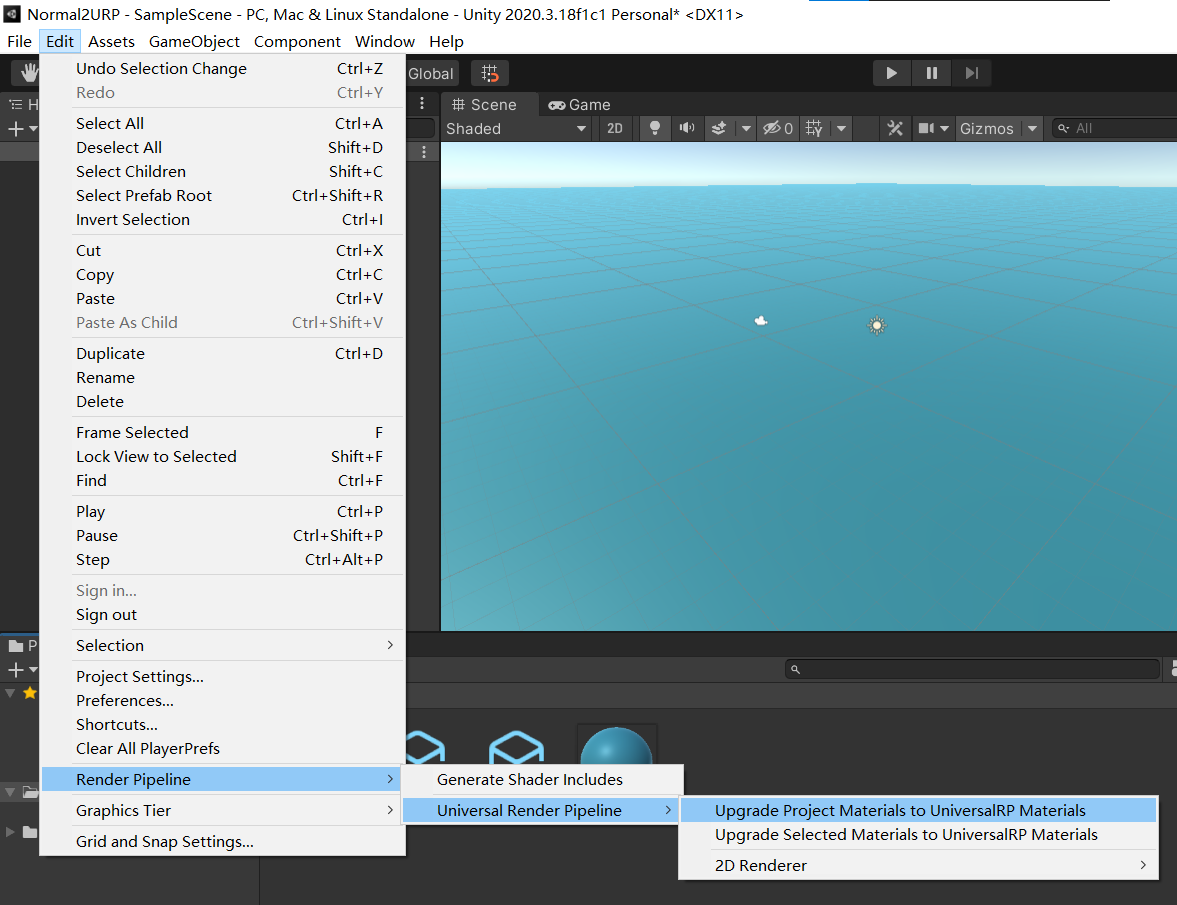 Normal2URP - SampleScene - PC, Mac & Linux Standalone - Unity 2020.3.18f1c1 Personal* <DX11>
File Edit Assets GameObject Component Window Help
Global
H
Scene Game
Shaded 2D 0 Gizmos All
Undo Selection Change Ctrl+Z
Redo Ctrl+Y
Select All Ctrl+A
Deselect All Shift+D
Select Children Shift+C
Select Prefab Root Ctrl+Shift+R
Invert Selection Ctrl+I
Cut Ctrl+X
Copy Ctrl+C
Paste Ctrl+V
Paste As Child Ctrl+Shift+V
Duplicate Ctrl+D
Rename
Delete
Frame Selected F
Lock View to Selected Shift+F
Find Ctrl+F
Play Ctrl+P
Pause Ctrl+Shift+P
Step Ctrl+Alt+P
Sign in...
Sign out
P
Selection
Project Settings...
Preferences...
Shortcuts...
Clear All PlayerPrefs
Render Pipeline
Graphics Tier
Grid and Snap Settings...
Generate Shader Includes
Universal Render Pipeline
Upgrade Project Materials to UniversalRP Materials
Upgrade Selected Materials to UniversalRP Materials
2D Renderer